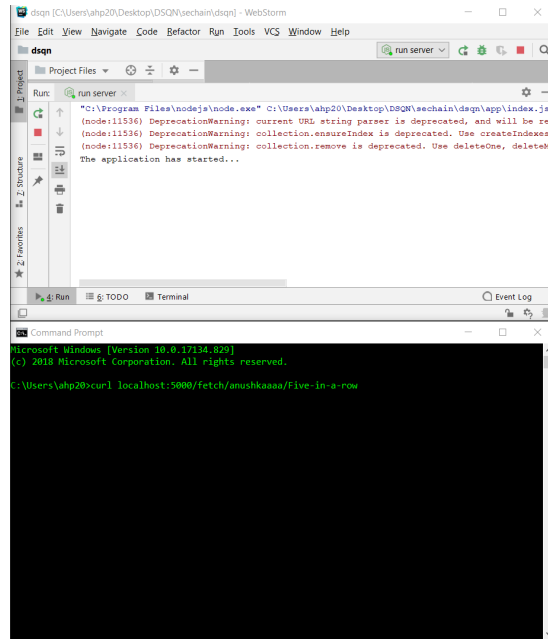 dsqn [C:\Users\ahp20\Desktop\DSQN\sechain\dsqn] - WebStorm
File Edit View Navigate Code Refactor Run Tools VCS Window Help
dsqn
run server
Project Files
1: Project
Run: run server
"C:\Program Files\nodejs\node.exe" C:\Users\ahp20\Desktop\DSQN\sechain\dsqn\app\index.js
(node:11536) DeprecationWarning: current URL string parser is deprecated, and will be re
(node:11536) DeprecationWarning: collection.ensureIndex is deprecated. Use createIndexes
(node:11536) DeprecationWarning: collection.remove is deprecated. Use deleteOne, deleteM
The application has started...
Z: Structure
2: Favorites
4: Run 6: TODO Terminal Event Log
Command Prompt
Microsoft Windows [Version 10.0.17134.829]
(c) 2018 Microsoft Corporation. All rights reserved.
C:\Users\ahp20>curl localhost:5000/fetch/anushkaaaa/Five-in-a-row